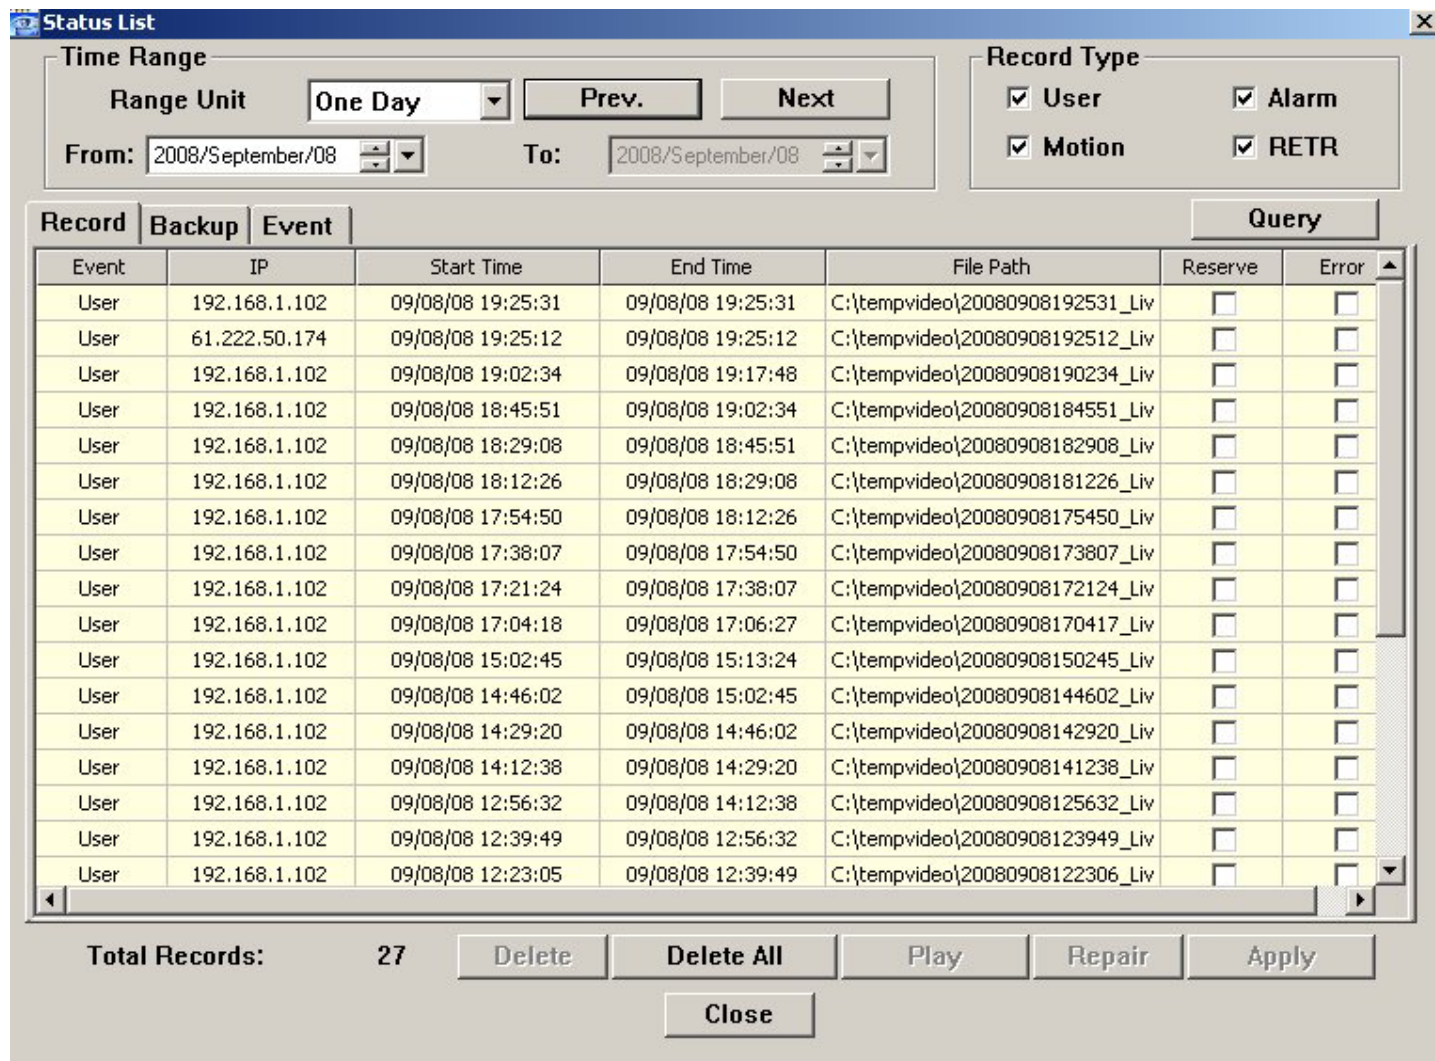 Status List
Time Range
Record Type
Range Unit One Day Prev. Next
User Alarm
From: 2008/September/08 To: 2008/September/08
Motion RETR
Record Backup Event
Query
Event IP Start Time End Time File Path Reserve Error
User 192.168.1.102 09/08/08 19:25:31 09/08/08 19:25:31 C:\tempvideo\20080908192531_Liv
User 61.222.50.174 09/08/08 19:25:12 09/08/08 19:25:12 C:\tempvideo\20080908192512_Liv
User 192.168.1.102 09/08/08 19:02:34 09/08/08 19:17:48 C:\tempvideo\20080908190234_Liv
User 192.168.1.102 09/08/08 18:45:51 09/08/08 19:02:34 C:\tempvideo\20080908184551_Liv
User 192.168.1.102 09/08/08 18:29:08 09/08/08 18:45:51 C:\tempvideo\20080908182908_Liv
User 192.168.1.102 09/08/08 18:12:26 09/08/08 18:29:08 C:\tempvideo\20080908181226_Liv
User 192.168.1.102 09/08/08 17:54:50 09/08/08 18:12:26 C:\tempvideo\20080908175450_Liv
User 192.168.1.102 09/08/08 17:38:07 09/08/08 17:54:50 C:\tempvideo\20080908173807_Liv
User 192.168.1.102 09/08/08 17:21:24 09/08/08 17:38:07 C:\tempvideo\20080908172124_Liv
User 192.168.1.102 09/08/08 17:04:18 09/08/08 17:06:27 C:\tempvideo\20080908170417_Liv
User 192.168.1.102 09/08/08 15:02:45 09/08/08 15:13:24 C:\tempvideo\20080908150245_Liv
User 192.168.1.102 09/08/08 14:46:02 09/08/08 15:02:45 C:\tempvideo\20080908144602_Liv
User 192.168.1.102 09/08/08 14:29:20 09/08/08 14:46:02 C:\tempvideo\20080908142920_Liv
User 192.168.1.102 09/08/08 14:12:38 09/08/08 14:29:20 C:\tempvideo\20080908141238_Liv
User 192.168.1.102 09/08/08 12:56:32 09/08/08 14:12:38 C:\tempvideo\20080908125632_Liv
User 192.168.1.102 09/08/08 12:39:49 09/08/08 12:56:32 C:\tempvideo\20080908123949_Liv
User 192.168.1.102 09/08/08 12:23:05 09/08/08 12:39:49 C:\tempvideo\20080908122306_Liv
Total Records: 27 Delete Delete All Play Repair Apply
Close